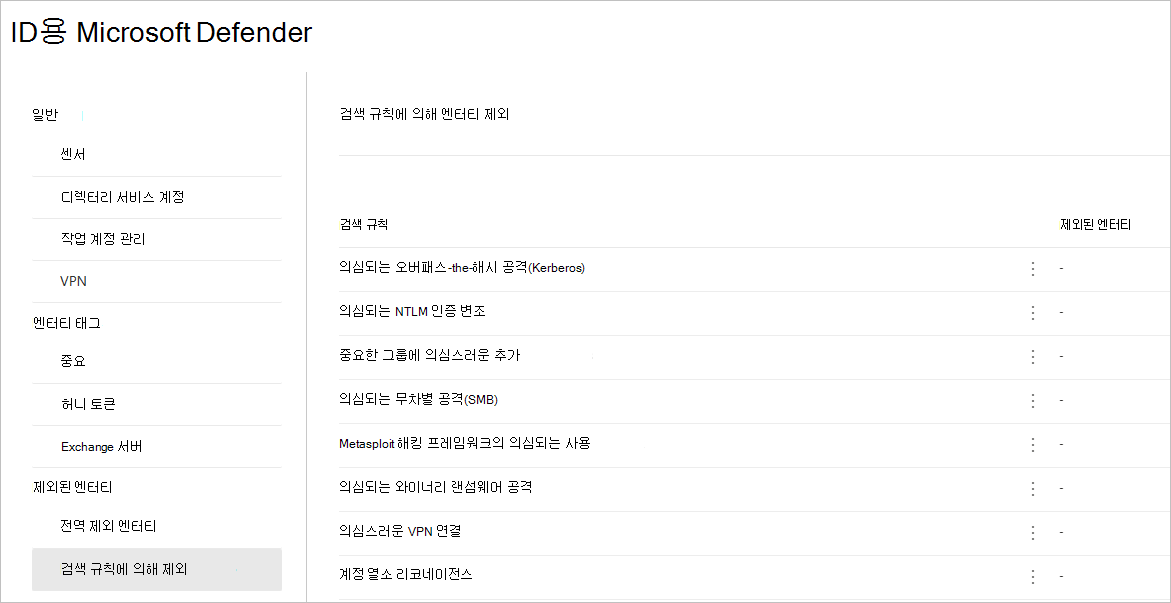 ID용 Microsoft Defender
일반
센서
디렉터리 서비스 계정
작업 계정 관리
VPN
엔터티 태그
중요
허니 토큰
Exchange 서버
제외된 엔터티
전역 제외 엔터티
검색 규칙에 의해 제외
검색 규칙에 의해 엔터티 제외
검색 규칙 제외된 엔터티
의심되는 오버패스-the-해시 공격(Kerberos) -
의심되는 NTLM 인증 변조 -
중요한 그룹에 의심스러운 추가 -
의심되는 무차별 공격(SMB) -
Metasploit 해킹 프레임워크의 의심되는 사용 -
의심되는 와이너리 랜섬웨어 공격 -
의심스러운 VPN 연결 -
계정 열소 리코네이전스 -